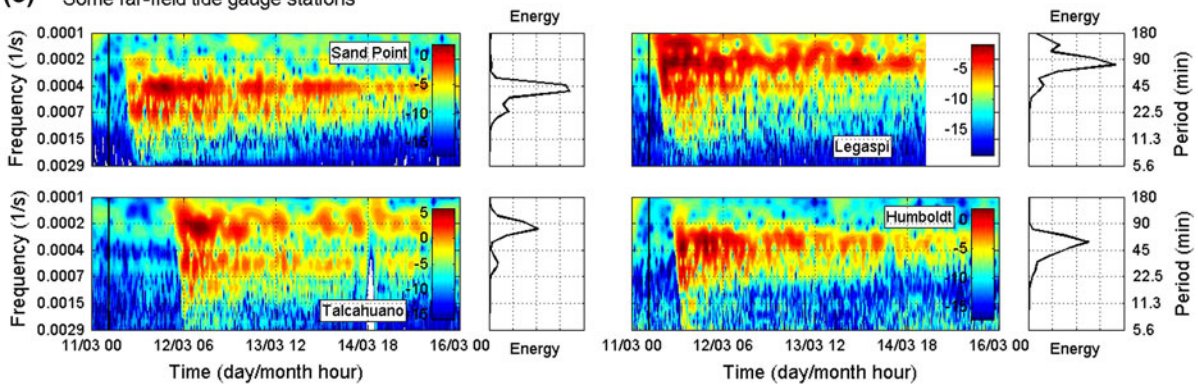 Some far-field tide gauge stations
Energy
Energy
Frequency (1/s)
0.0001
0.0002
0.0004
0.0007
0.0015
0.0029
Sand Point
0
-5
-10
-15
Legaspi
-5
-10
-15
180
90
45
22.5
11.3
5.6
Period (min)
Frequency (1/s)
0.0001
0.0002
0.0004
0.0007
0.0015
0.0029
Talcahuano
5
0
-5
-10
-15
Humboldt
0
-5
-10
-15
180
90
45
22.5
11.3
5.6
Period (min)
11/03 00 12/03 06 13/03 12 14/03 18 16/03 00
Energy
11/03 00 12/03 06 13/03 12 14/03 18 16/03 00
Energy
Time (day/month hour)
Time (day/month hour)